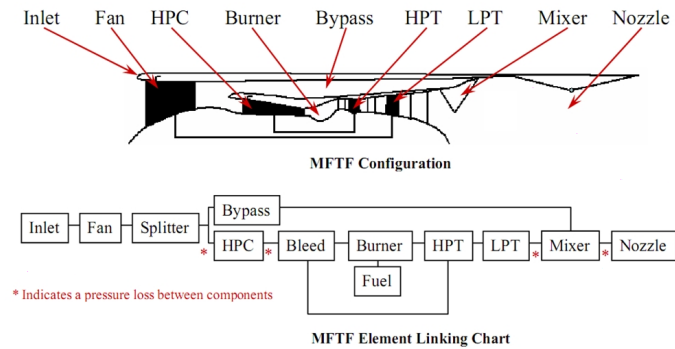 Inlet Fan HPC Burner Bypass HPT LPT Mixer Nozzle
MFTF Configuration
Bypass
Inlet Fan Splitter
* HPC * Bleed Burner HPT LPT * Mixer * Nozzle
Fuel
* Indicates a pressure loss between components
MFTF Element Linking Chart